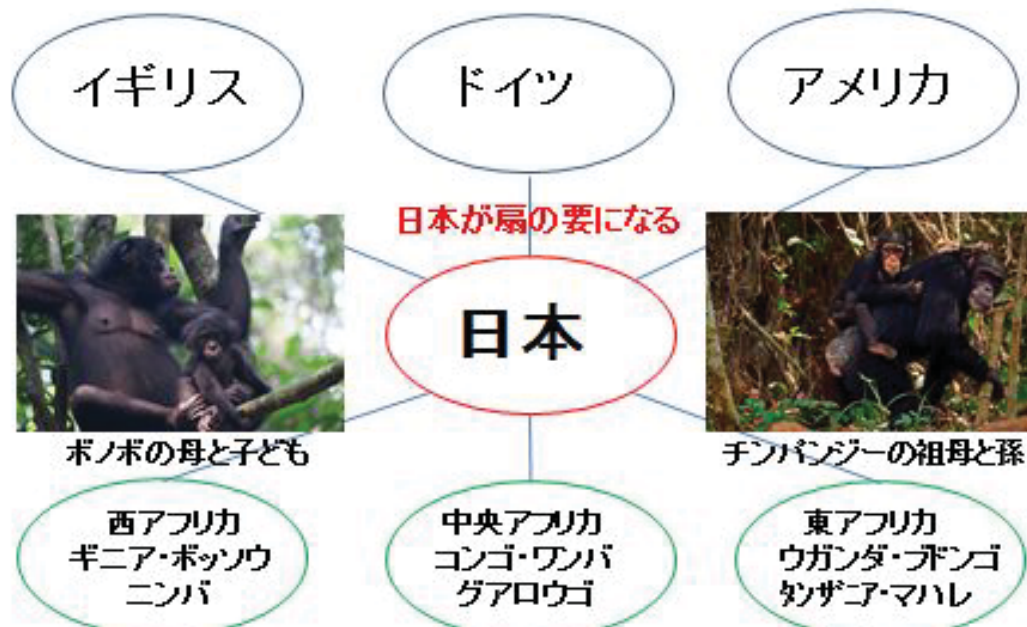 イギリス
ドイツ
アメリカ
日本が扇の要になる
日本
ボノボの母と子ども
チンパンジーの祖母と孫
西アフリカ
ギニア・ボッソウ
ニンバ
中央アフリカ
コンゴ・ワンバ
グアロウゴ
東アフリカ
ウガンダ・ブドンゴ
タンザニア・マハレ